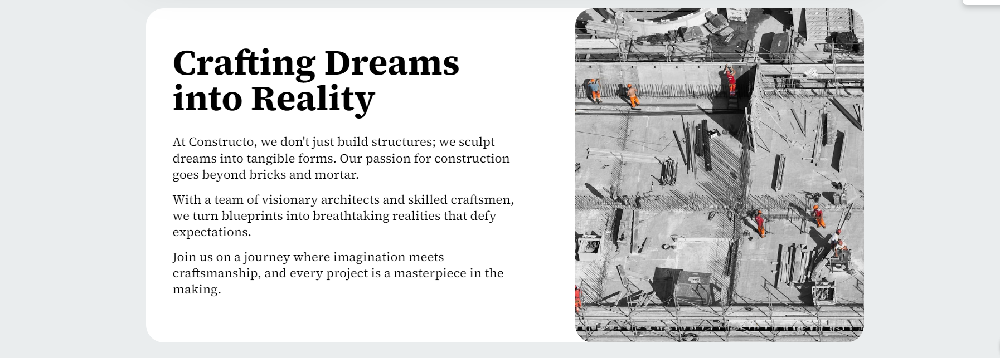 Crafting Dreams
into Reality
At Constructo, we don't just build structures; we sculpt
dreams into tangible forms. Our passion for construction
goes beyond bricks and mortar.
With a team of visionary architects and skilled craftsmen,
we turn blueprints into breathtaking realities that defy
expectations.
Join us on a journey where imagination meets
craftsmanship, and every project is a masterpiece in the
making.